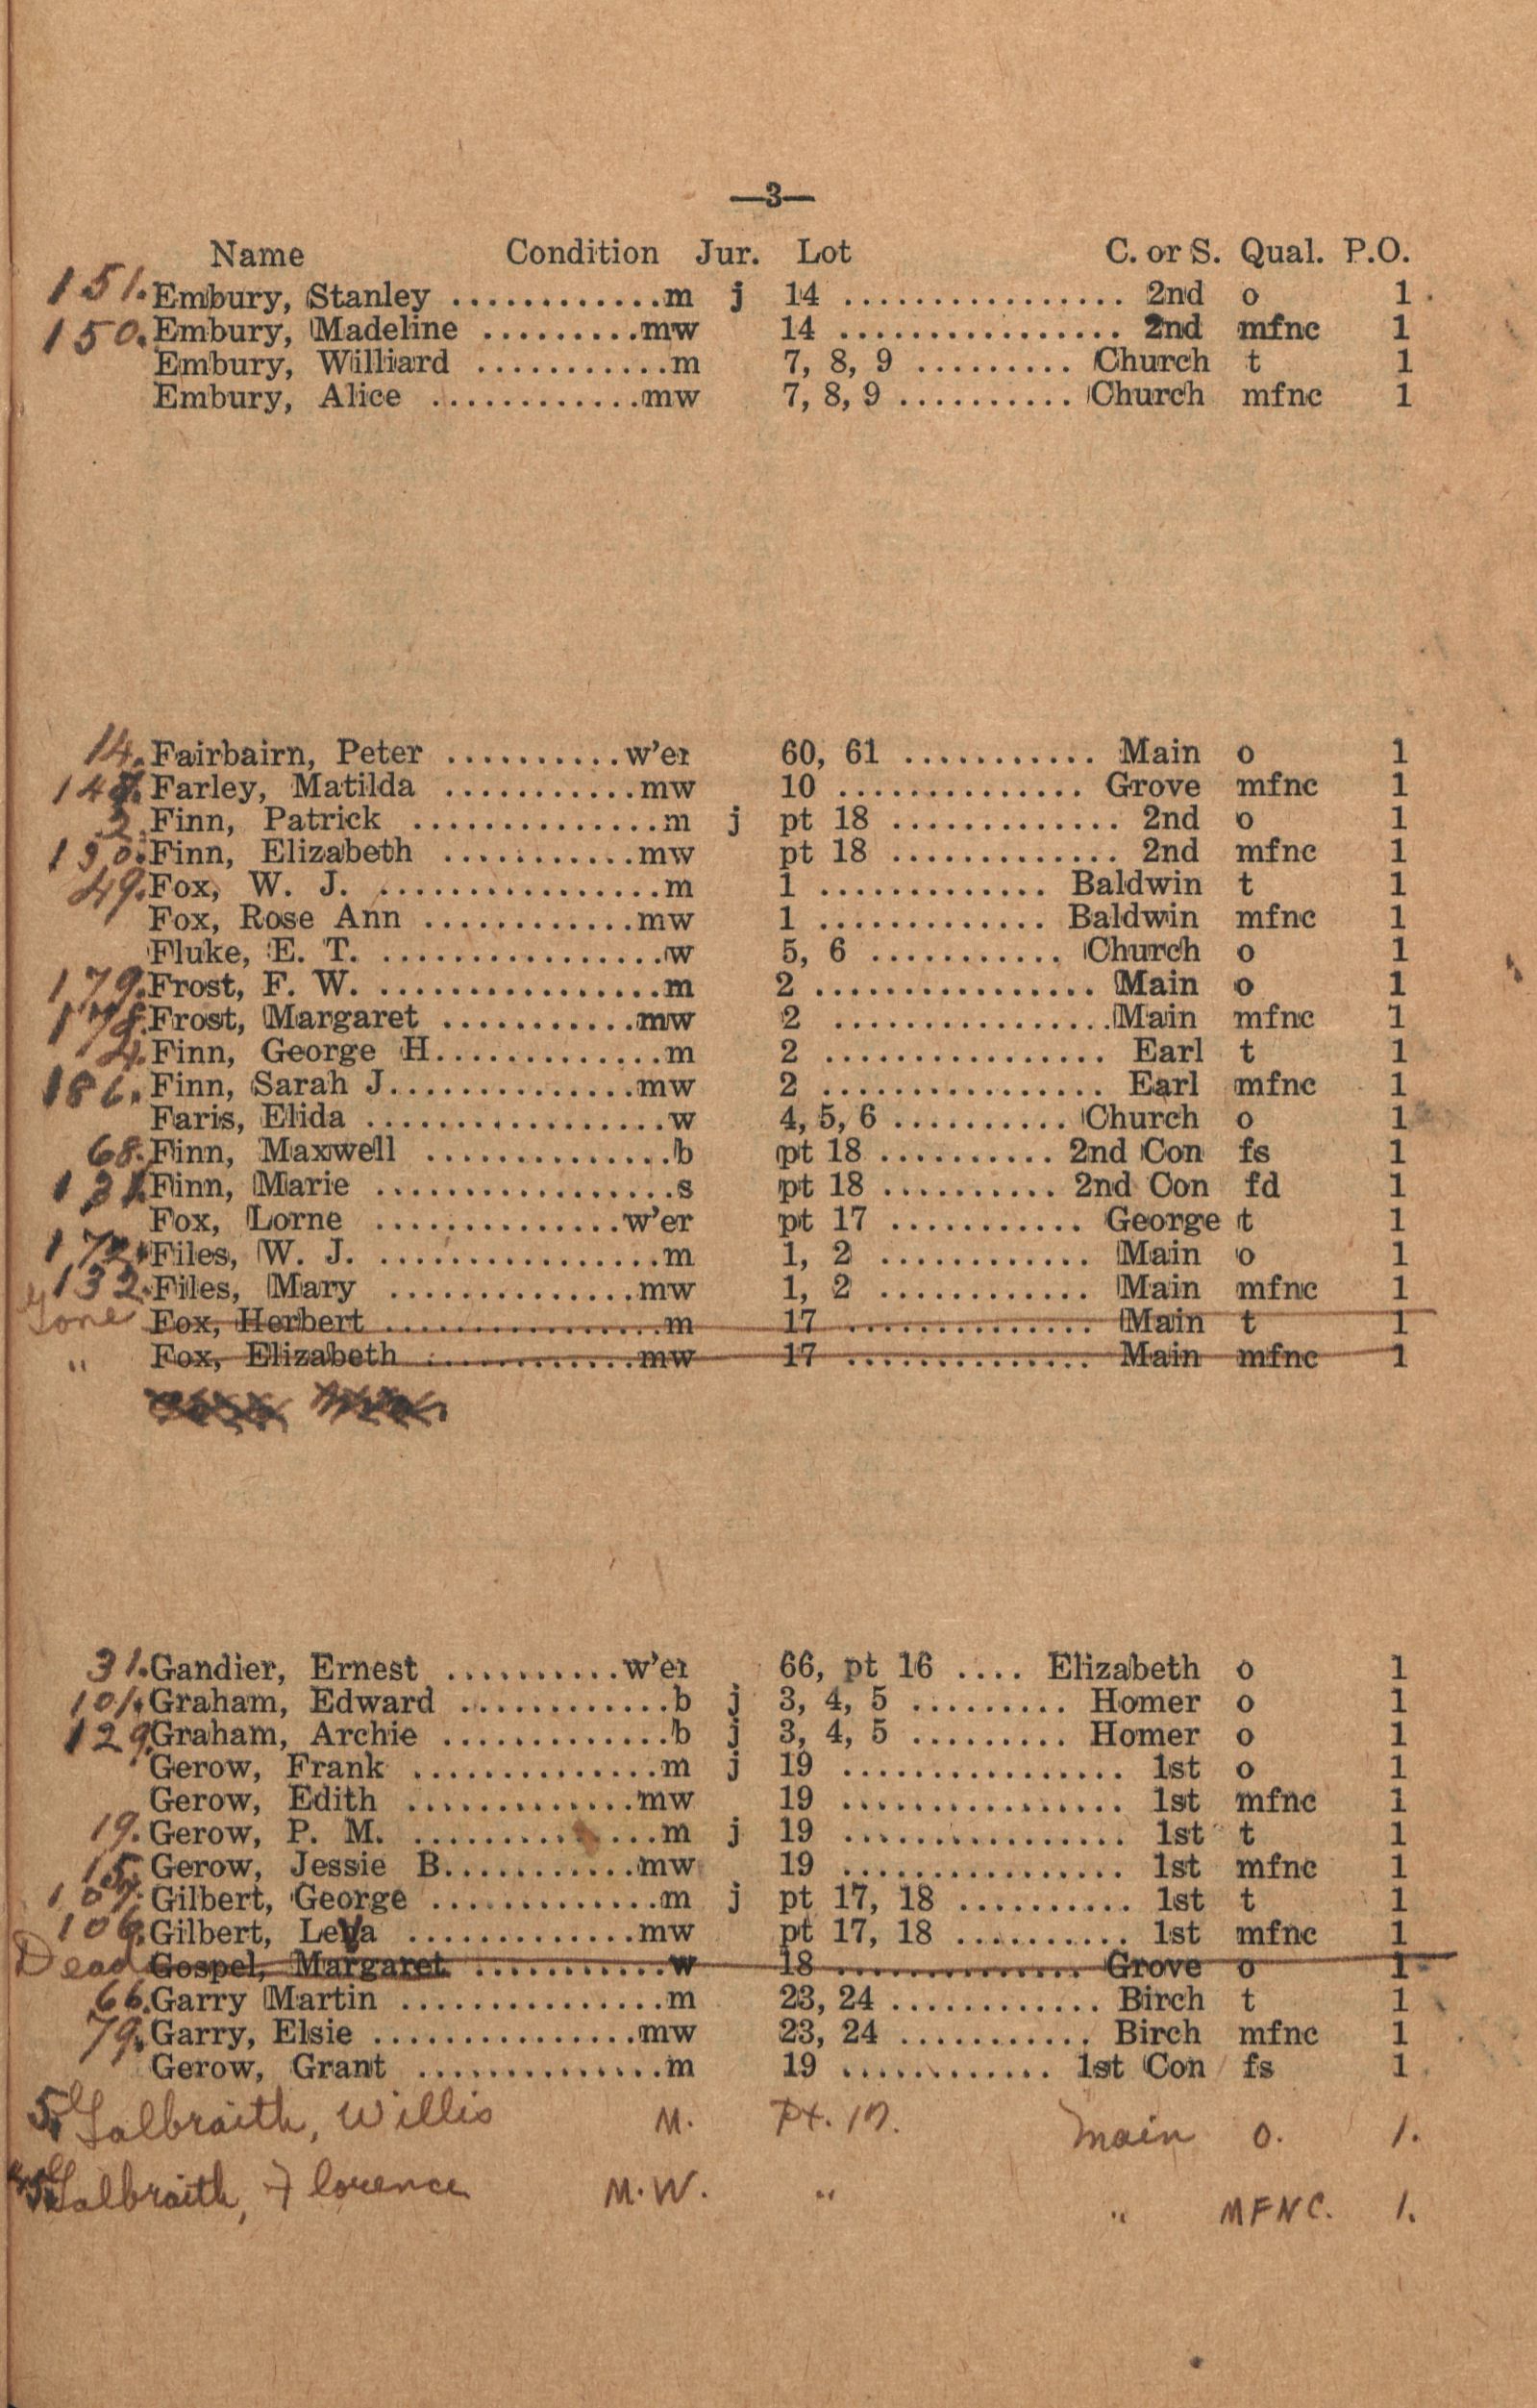 —3—
Name Condition Jur. Lot C. or S. Qual. P.O.
151. Embury, Stanley ............m j 14 ................ 2nd o 1
150. Embury, Madeline .........mw 14 ................ 2nd mfnc 1
Embury, Williard ...........m 7, 8, 9 ......... Church t 1
Embury, Alice ............mw 7, 8, 9 .......... Church mfnc 1
14. Fairbairn, Peter ..........w'er 60, 61 ........... Main o 1
Farley, Matilda ...........mw 10 .............. Grove mfnc 1
2. Finn, Patrick ..............m j pt 18 ............. 2nd o 1
130. Finn, Elizabeth ...........mw pt 18 ............. 2nd mfnc 1
49. Fox, W. J. ................m 1 ............. Baldwin t 1
Fox, Rose Ann ............mw 1 ............. Baldwin mfnc 1
Fluke, E. T. ................w 5, 6 ........... Church o 1
179. Frost, F. W. ................m 2 ................ Main o 1
178. Frost, Margaret ...........mw 2 ................Main mfnc 1
4. Finn, George H.............m 2 ................ Earl t 1
186. Finn, Sarah J..............mw 2 ................ Earl mfnc 1
Faris, Elida .................w 4, 5, 6 .......... Church o 1
68. Finn, Maxwell ..............b pt 18 .......... 2nd Con fs 1
131 Finn, Marie .................s pt 18 .......... 2nd Con fd 1
Fox, Lorne ..............w'er pt 17 ........... George t 1
172. Files, W. J. ................m 1, 2 ............ Main o 1
132. Files, Mary ..............mw 1, 2 ............ Main mfnc 1
Gone Fox, Herbert ................m 17 .............. Main t 1
" Fox, Elizabeth ............mw 17 .............. Main mfnc 1
31. Gandier, Ernest ..........w'er 66, pt 16 .... Elizabeth o 1
101. Graham, Edward ............b j 3, 4, 5 ......... Homer o 1
129. Graham, Archie .............b j 3, 4, 5 ......... Homer o 1
Gerow, Frank ..............m j 19 ................ 1st o 1
Gerow, Edith .............mw 19 ................ 1st mfnc 1
19. Gerow, P. M. ..............m j 19 ................ 1st t 1
15. Gerow, Jessie B...........mw 19 ................ 1st mfnc 1
107. Gilbert, George .............m j pt 17, 18 .......... 1st t 1
106. Gilbert, Leva .............mw pt 17, 18 .......... 1st mfnc 1
Dead Gospel, Margaret ...........w 18 .............. Grove o 1
66. Garry Martin ...............m 23, 24 ............ Birch t 1
79. Garry, Elsie ...............mw 23, 24 ........... Birch mfnc 1
Gerow, Grant ..............m 19 ............ 1st Con fs 1
5. Galbraith, Willis M. Pt. 17. Main o. 1.
Galbraith, Florence M.W. " " MFNC. 1.